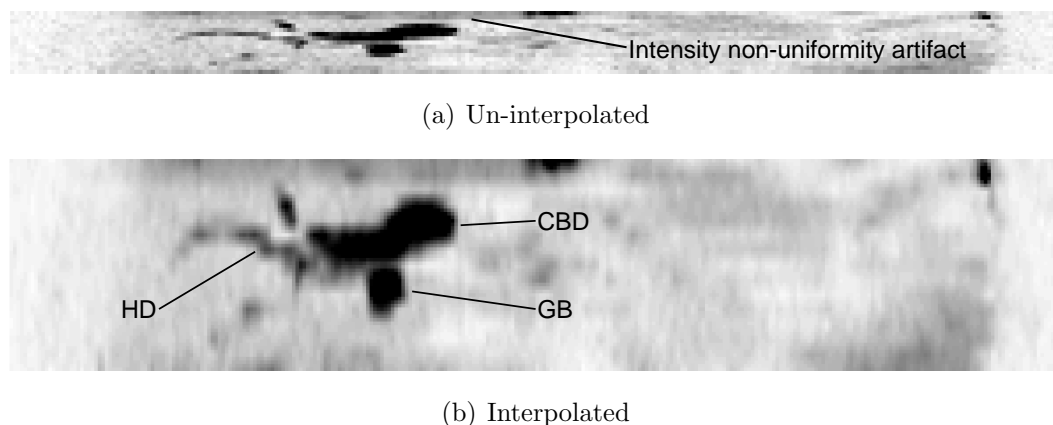 Intensity non-uniformity artifact
(a) Un-interpolated
CBD
HD
GB
(b) Interpolated